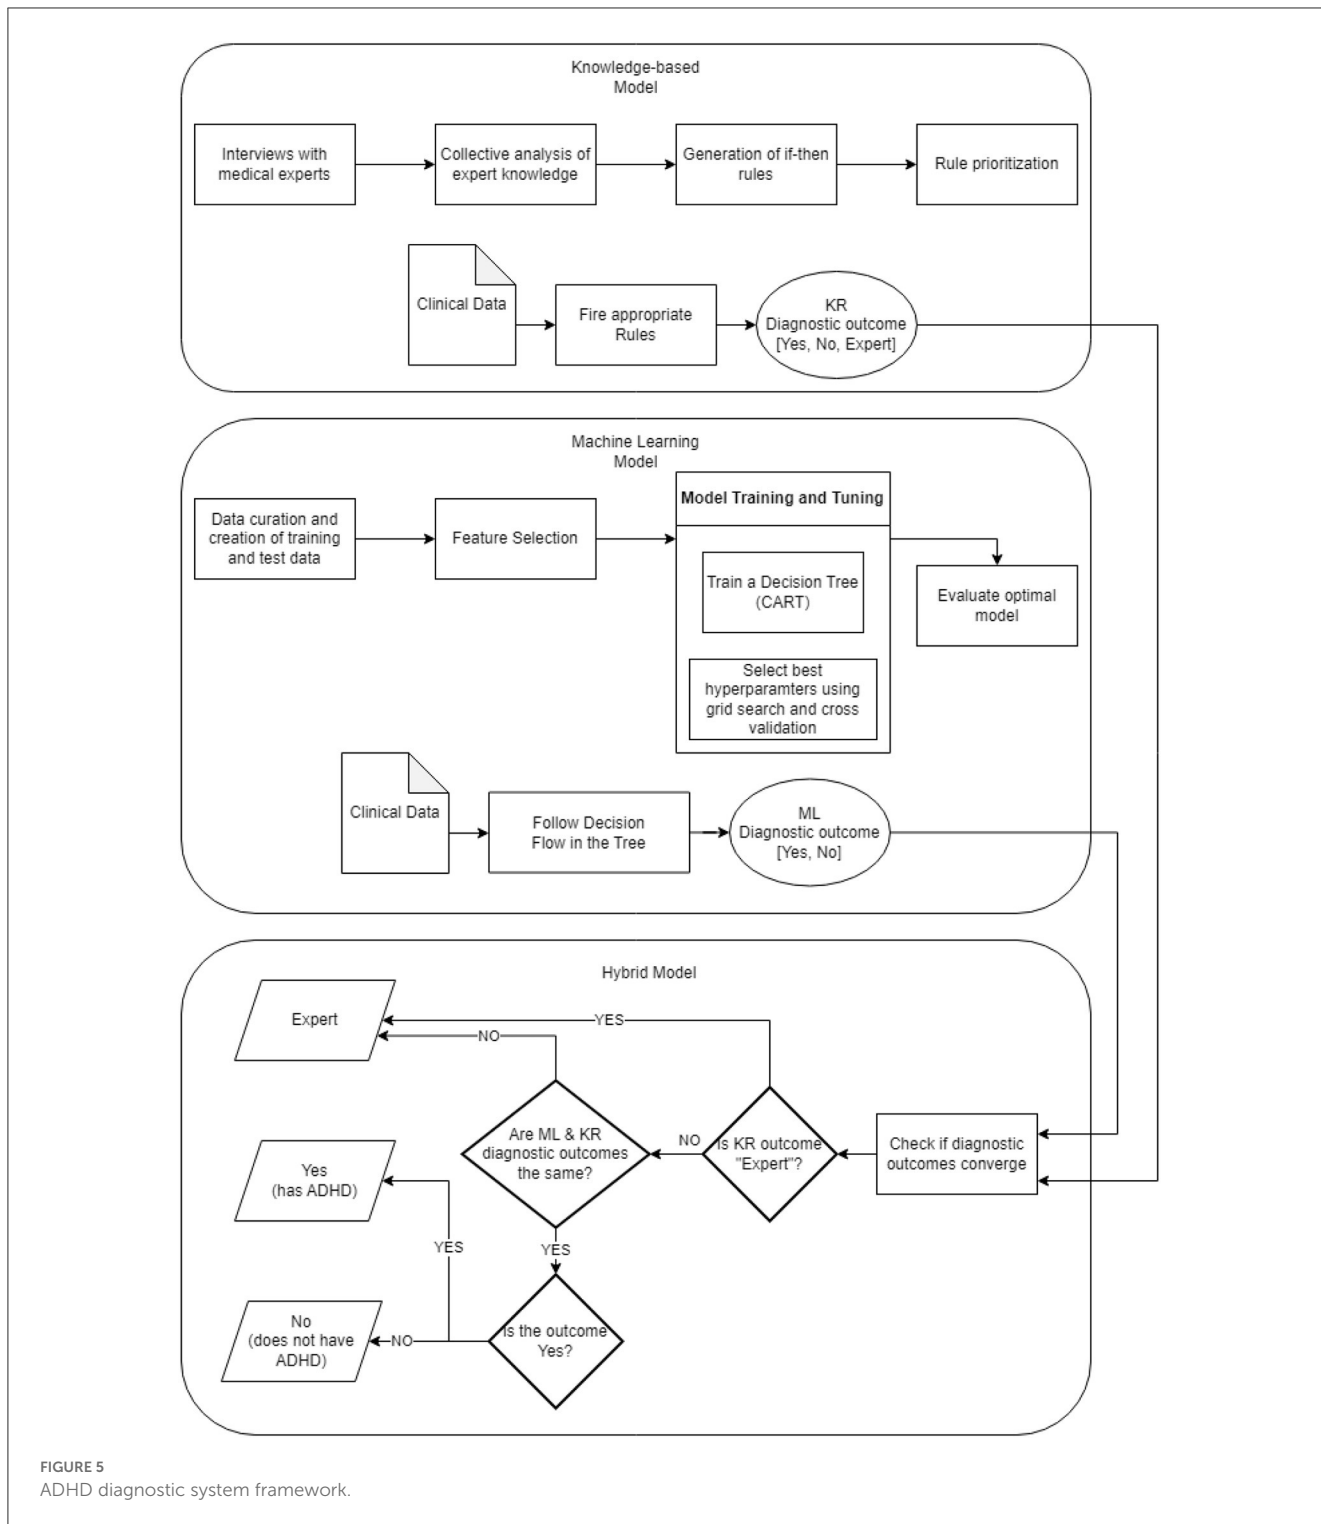 Knowledge-based
Model
Interviews with
medical experts
Collective analysis of
expert knowledge
Generation of if-then
rules
Rule prioritization
Clinical Data
Fire appropriate
Rules
KR
Diagnostic outcome
[Yes, No, Expert]
Machine Learning
Model
Data curation and
creation of training
and test data
Feature Selection
Model Training and Tuning
Train a Decision Tree
(CART)
Select best
hyperparamters using
grid search and cross
validation
Evaluate optimal
model
Clinical Data
Follow Decision
Flow in the Tree
ML
Diagnostic outcome
[Yes, No]
Hybrid Model
Expert
YES
NO
Are ML & KR
diagnostic outcomes
the same?
NO
Is KR outcome
"Expert"?
Check if diagnostic
outcomes converge
Yes
(has ADHD)
YES
YES
No
(does not have
ADHD)
NO
Is the outcome
Yes?
FIGURE 5
ADHD diagnostic system framework.